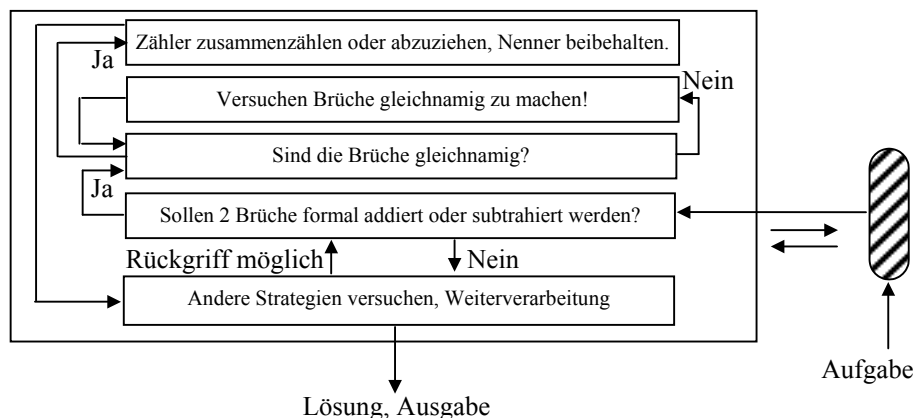 Zähler zusammenzählen oder abzuziehen, Nenner beibehalten.
Ja
Nein
Versuchen Brüche gleichnamig zu machen!
Sind die Brüche gleichnamig?
Ja
Sollen 2 Brüche formal addiert oder subtrahiert werden?
Rückgriff möglich
Nein
Andere Strategien versuchen, Weiterverarbeitung
Aufgabe
Lösung, Ausgabe